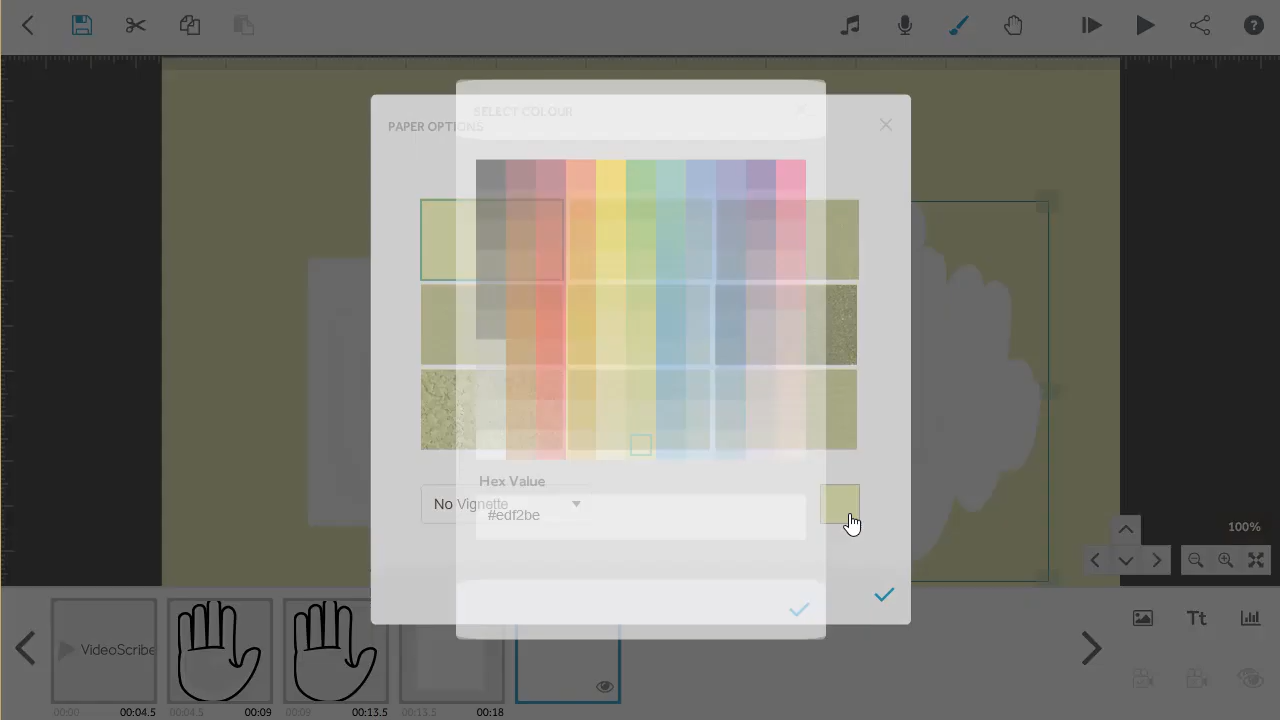 SELECT COLOUR
PAPER OPTIONS
Hex Value
No Vignette
#edf2be
100%
VideoScribe
Tt
00:00 00:04.5
00:04.5 00:09
00:09 00:13.5
00:13.5 00:18